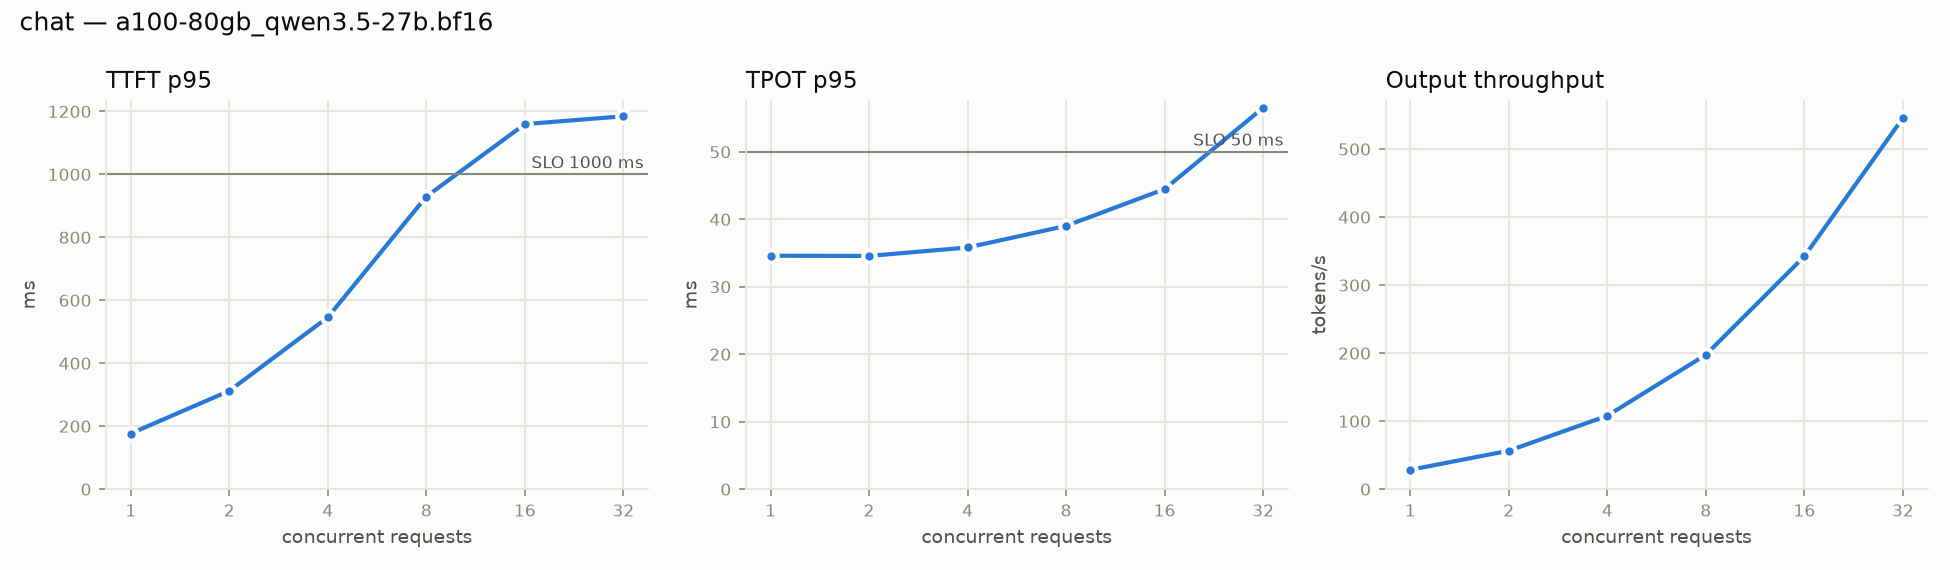 chat — a100-80gb_qwen3.5-27b.bf16
TTFT p95
1200
1000
800
600
400
200
0
ms
SLO 1000 ms
1 2 4 8 16 32
concurrent requests
TPOT p95
50
40
30
20
10
0
ms
SLO 50 ms
1 2 4 8 16 32
concurrent requests
Output throughput
500
400
300
200
100
0
tokens/s
1 2 4 8 16 32
concurrent requests